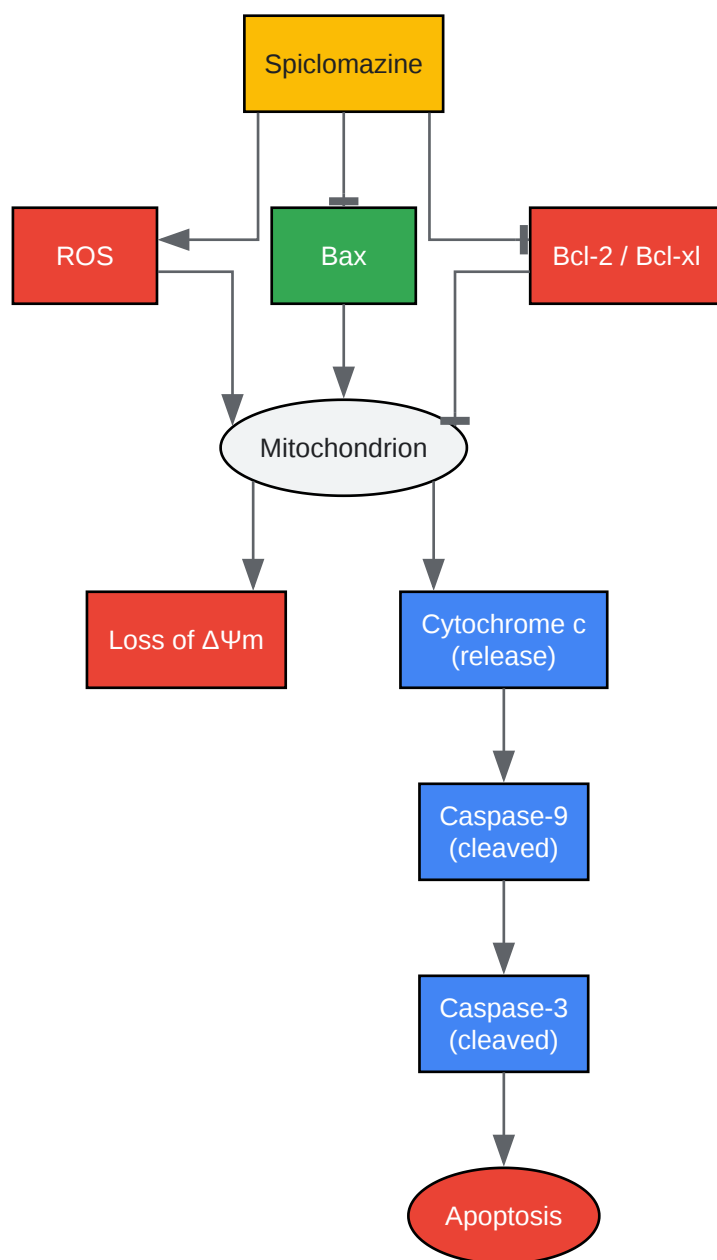 Spiclomazine
ROS
Bax
Bcl-2 / Bcl-xl
Mitochondrion
Loss of ΔΨm
Cytochrome c
(release)
Caspase-9
(cleaved)
Caspase-3
(cleaved)
Apoptosis